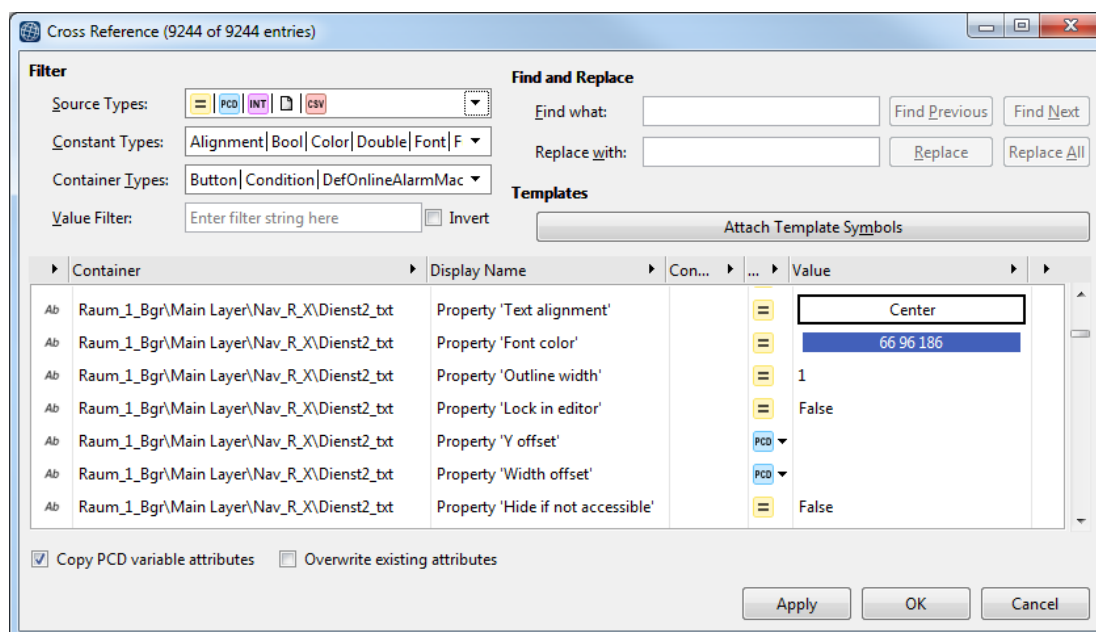 Cross Reference (9244 of 9244 entries)
Filter
Source Types:
= PCD INT CSV
Constant Types:
Alignment|Bool|Color|Double|Font|F
Container Types:
Button|Condition|DefOnlineAlarmMac
Value Filter:
Enter filter string here
Invert
Find and Replace
Find what:
Find Previous
Find Next
Replace with:
Replace
Replace All
Templates
Attach Template Symbols
Container Display Name Con... ... Value
Ab Raum_1_Bgr\Main Layer\Nav_R_X\Dienst2_txt Property 'Text alignment' = Center
Ab Raum_1_Bgr\Main Layer\Nav_R_X\Dienst2_txt Property 'Font color' = 66 96 186
Ab Raum_1_Bgr\Main Layer\Nav_R_X\Dienst2_txt Property 'Outline width' = 1
Ab Raum_1_Bgr\Main Layer\Nav_R_X\Dienst2_txt Property 'Lock in editor' = False
Ab Raum_1_Bgr\Main Layer\Nav_R_X\Dienst2_txt Property 'Y offset' PCD
Ab Raum_1_Bgr\Main Layer\Nav_R_X\Dienst2_txt Property 'Width offset' PCD
Ab Raum_1_Bgr\Main Layer\Nav_R_X\Dienst2_txt Property 'Hide if not accessible' = False
Copy PCD variable attributes
Overwrite existing attributes
Apply
OK
Cancel